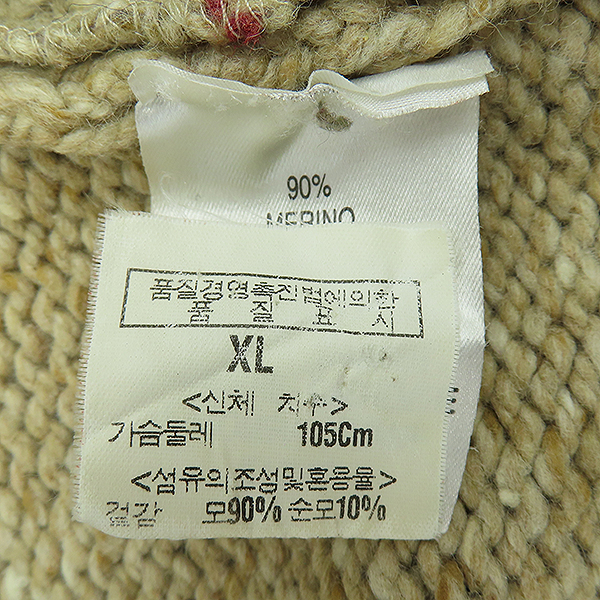 90%
MERINO
품질경영촉진법에의한
품 질 표 시
XL
<신체 치수>
가슴둘레 105Cm
<섬유의조성및혼용율>
겉감 모90% 순모10%